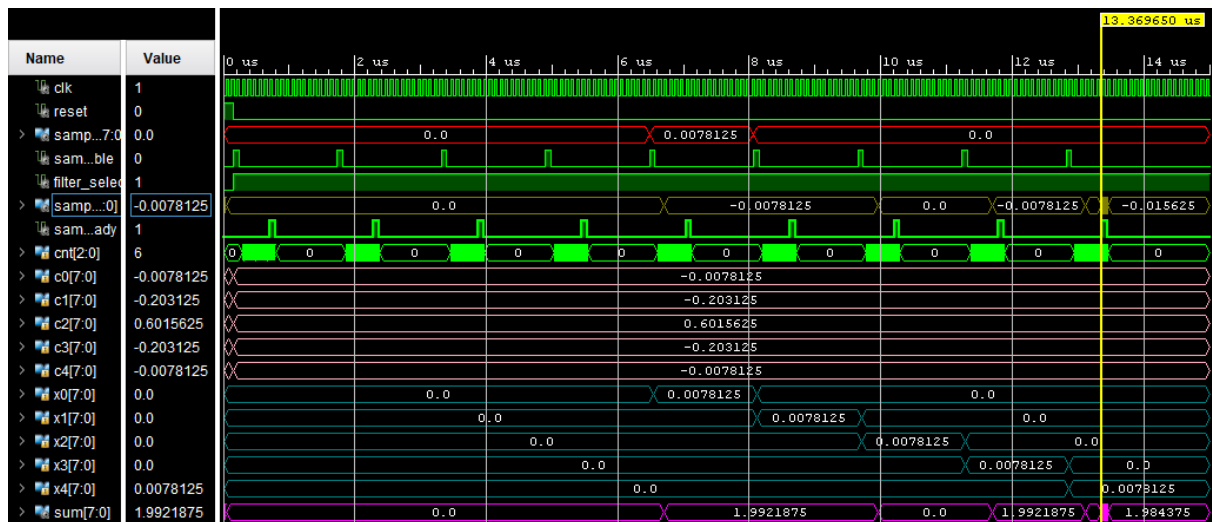 13.369650 us
Name Value 0 us 2 us 4 us 6 us 8 us 10 us 12 us 14 us
clk 1
reset 0
samp...7:0 0.0 0.0 0.0078125 0.0
sam...ble 0
filter_selec 1
samp...:0] -0.0078125 0.0 -0.0078125 0.0 -0.0078125 -0.015625
sam...ady 1
cnt[2:0] 6 0 0 0 0 0 0 0 0 0 0
c0[7:0] -0.0078125 -0.0078125
c1[7:0] -0.203125 -0.203125
c2[7:0] 0.6015625 0.6015625
c3[7:0] -0.203125 -0.203125
c4[7:0] -0.0078125 -0.0078125
x0[7:0] 0.0 0.0 0.0078125 0.0
x1[7:0] 0.0 0.0 0.0078125 0.0
x2[7:0] 0.0 0.0 0.0078125 0.0
x3[7:0] 0.0 0.0 0.0078125 0.0
x4[7:0] 0.0078125 0.0 0.0078125
sum[7:0] 1.9921875 0.0 1.9921875 0.0 1.9921875 1.984375